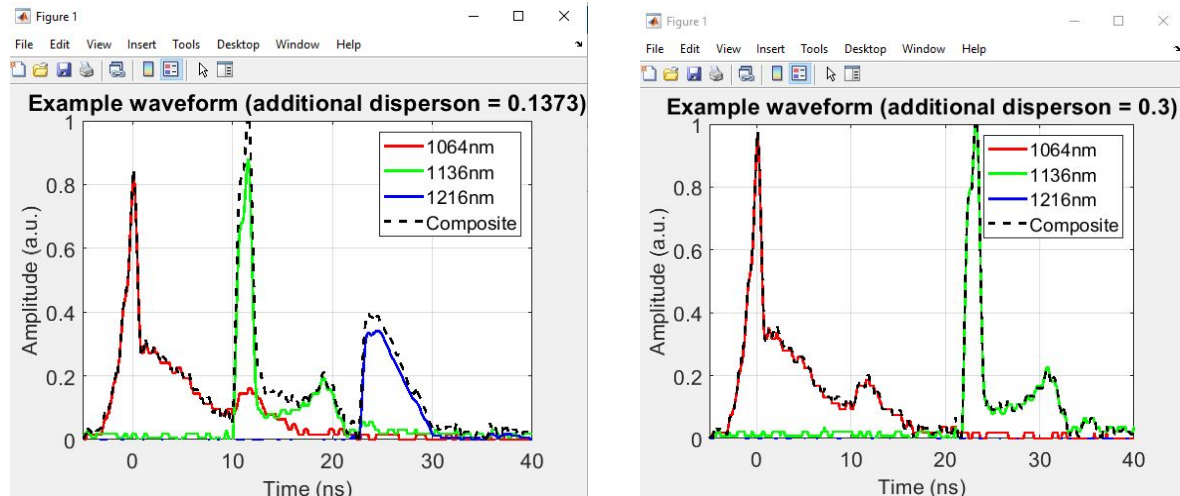 Figure 1
File Edit View Insert Tools Desktop Window Help
Example waveform (additional disperson = 0.1373)
1064nm
1136nm
1216nm
Composite
1
0.8
0.6
0.4
0.2
0
Amplitude (a.u.)
0 10 20 30 40
Time (ns)
Figure 1
File Edit View Insert Tools Desktop Window Help
Example waveform (additional disperson = 0.3)
1064nm
1136nm
1216nm
Composite
1
0.8
0.6
0.4
0.2
0
Amplitude (a.u.)
0 10 20 30 40
Time (ns)